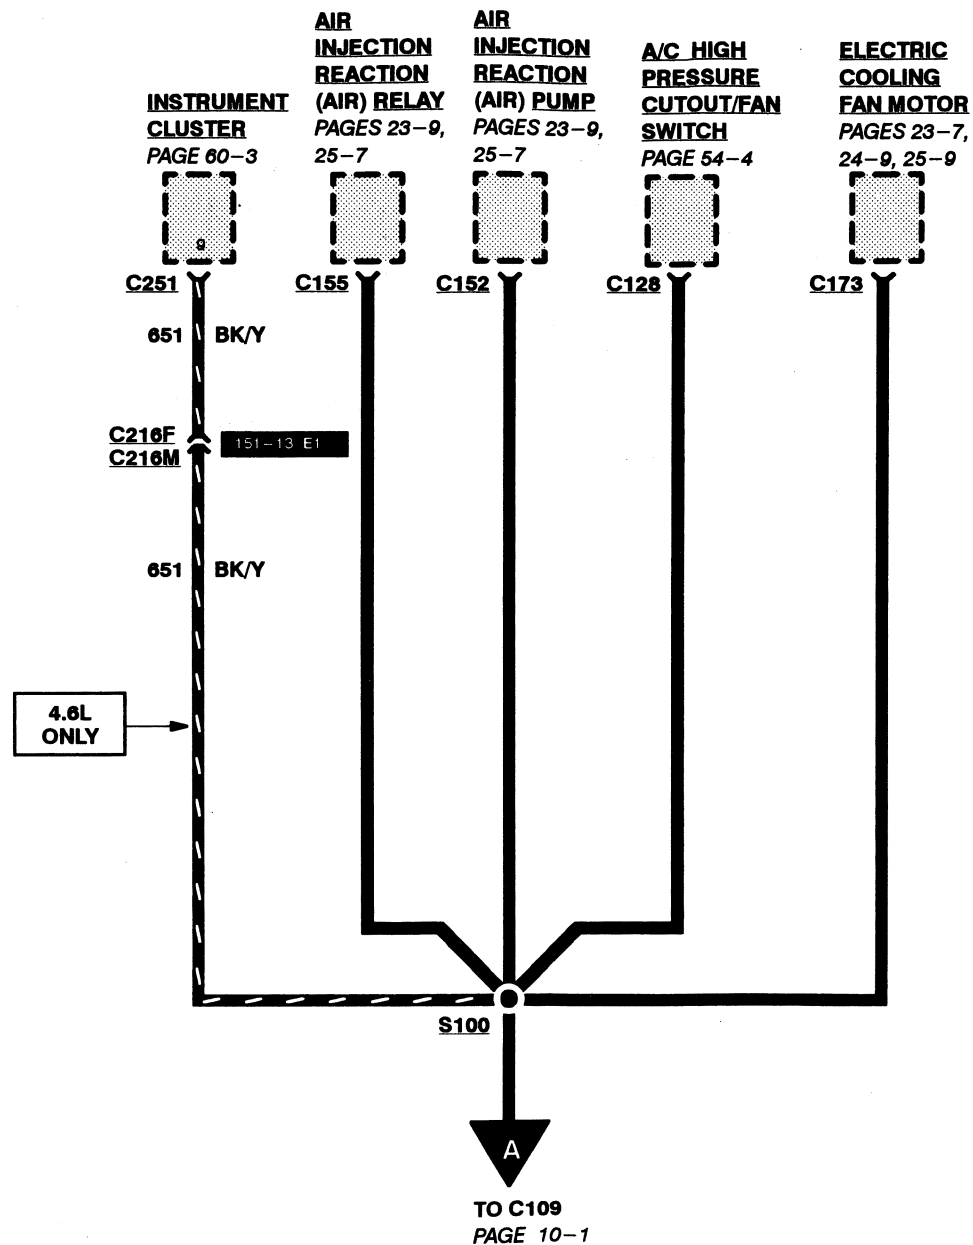 INSTRUMENT
CLUSTER
PAGE 60-3
AIR
INJECTION
REACTION
(AIR) RELAY
PAGES 23-9,
25-7
AIR
INJECTION
REACTION
(AIR) PUMP
PAGES 23-9,
25-7
A/C HIGH
PRESSURE
CUTOUT/FAN
SWITCH
PAGE 54-4
ELECTRIC
COOLING
FAN MOTOR
PAGES 23-7,
24-9, 25-9
9
C251
C155
C152
C128
C173
651 BK/Y
C216F
C216M
151-13 E1
651 BK/Y
4.6L
ONLY
S100
A
TO C109
PAGE 10-1